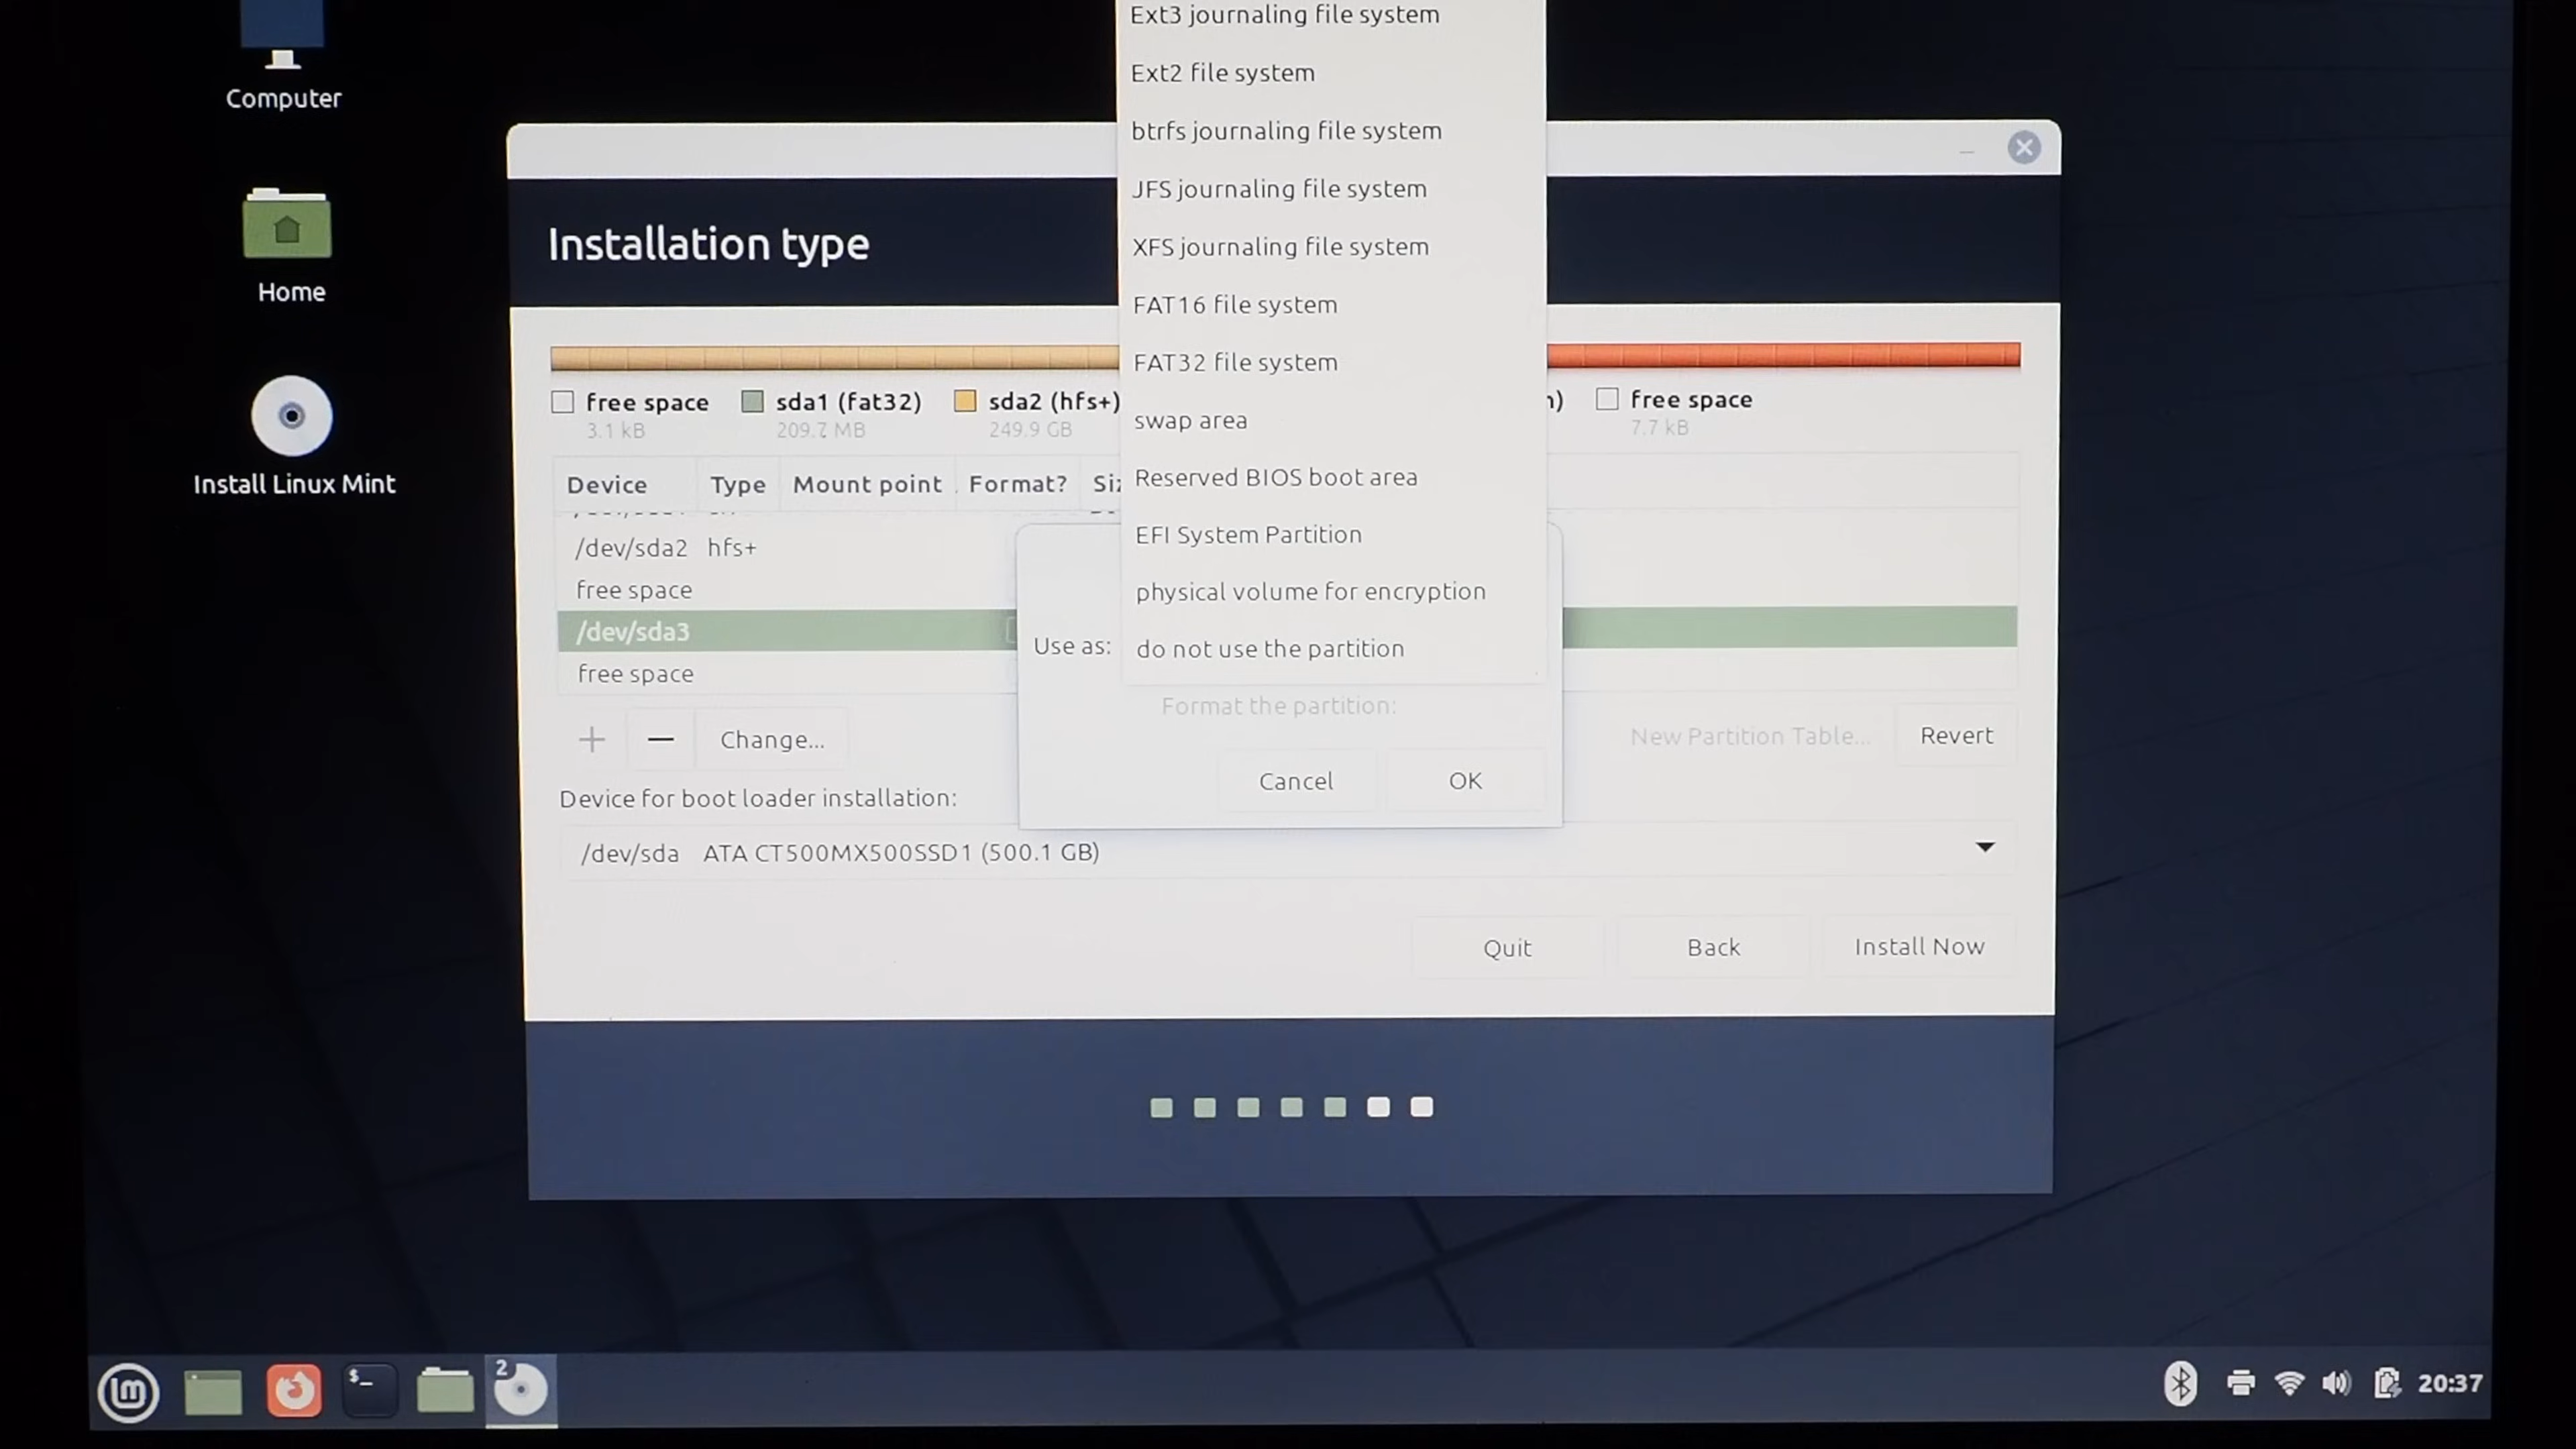 Computer
Home
Install Linux Mint
Installation type
Ext3 journaling file system
Ext2 file system
btrfs journaling file system
JFS journaling file system
XFS journaling file system
FAT16 file system
FAT32 file system
swap area
Reserved BIOS boot area
EFI System Partition
physical volume for encryption
do not use the partition
free space
3.1 kB
sda1 (fat32)
209.7 MB
sda2 (hfs+)
249.9 GB
free space
7.7 kB
Device Type Mount point Format?
/dev/sda2 hfs+
free space
/dev/sda3
free space
Use as:
Format the partition:
Cancel OK
+ − Change...
New Partition Table... Revert
Device for boot loader installation:
/dev/sda ATA CT500MX500SSD1 (500.1 GB)
Quit Back Install Now
$_
2
20:37